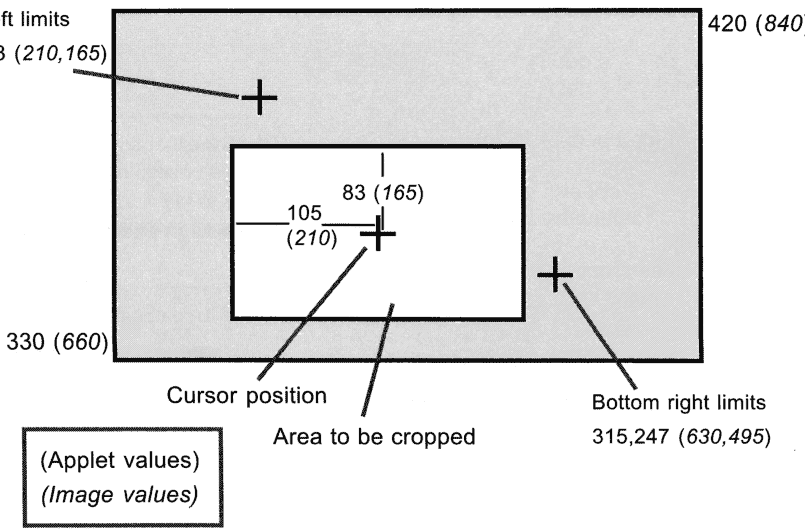 ft limits
420 (840)
(210,165)
83 (165)
105
(210)
330 (660)
Cursor position
Area to be cropped
Bottom right limits
315,247 (630,495)
(Applet values)
(Image values)